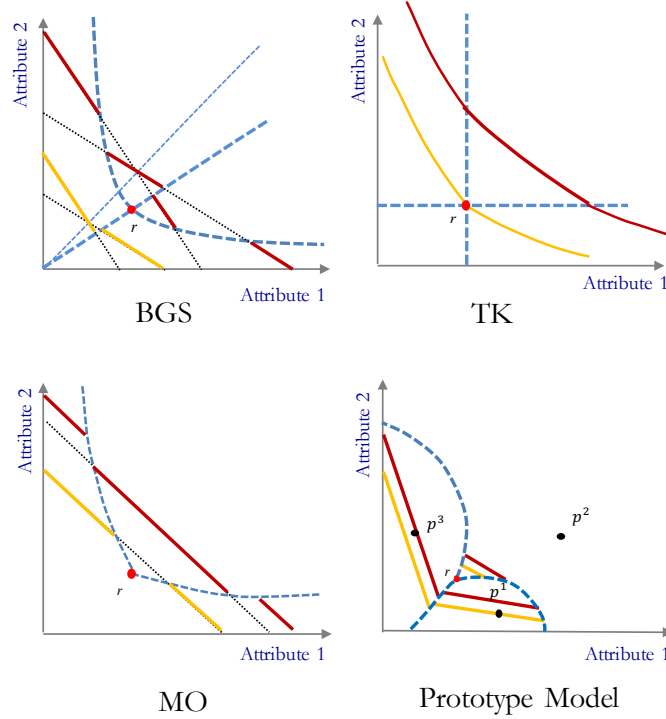 Attribute 2
r
Attribute 1
BGS
Attribute 2
r
Attribute 1
TK
Attribute 2
r
Attribute 1
MO
Attribute 2
p³
p²
r
p¹
Attribute 1
Prototype Model